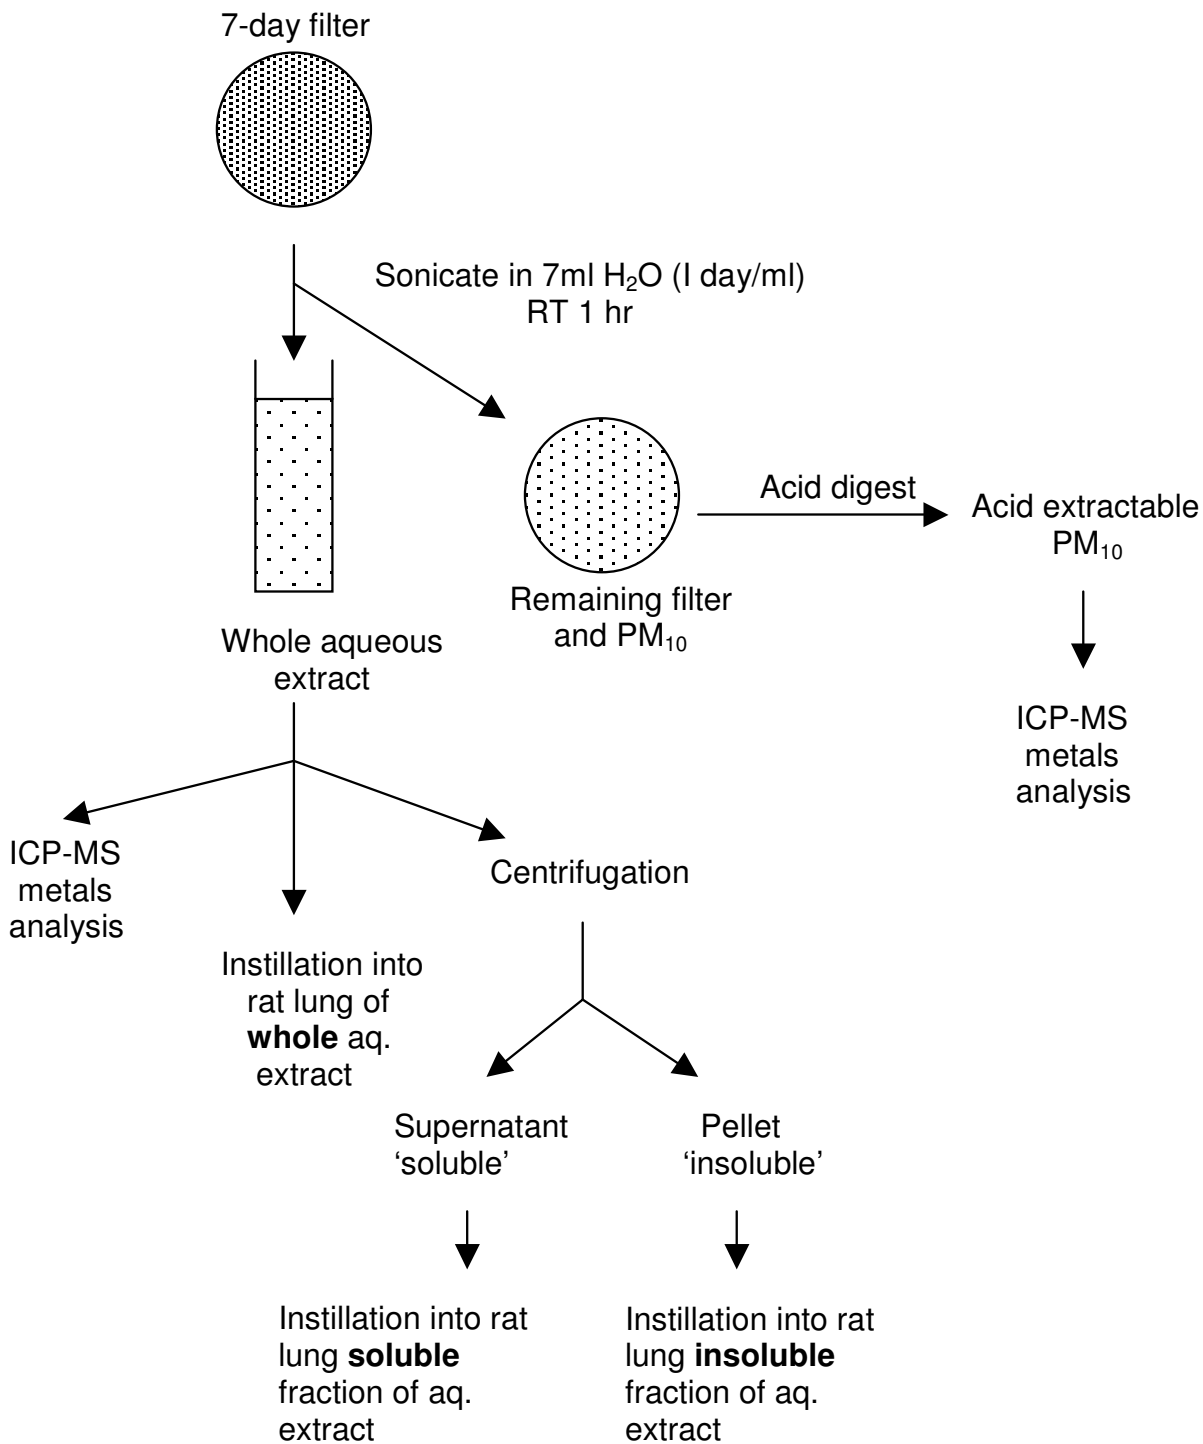 7-day filter
Sonicate in 7ml H₂O (I day/ml)
RT 1 hr
Acid digest
Acid extractable
PM₁₀
Remaining filter
and PM₁₀
Whole aqueous
extract
ICP-MS
metals
analysis
ICP-MS
metals
analysis
Centrifugation
Instillation into
rat lung of
whole aq.
extract
Supernatant
‘soluble’
Pellet
‘insoluble’
Instillation into rat
lung soluble
fraction of aq.
extract
Instillation into rat
lung insoluble
fraction of aq.
extract